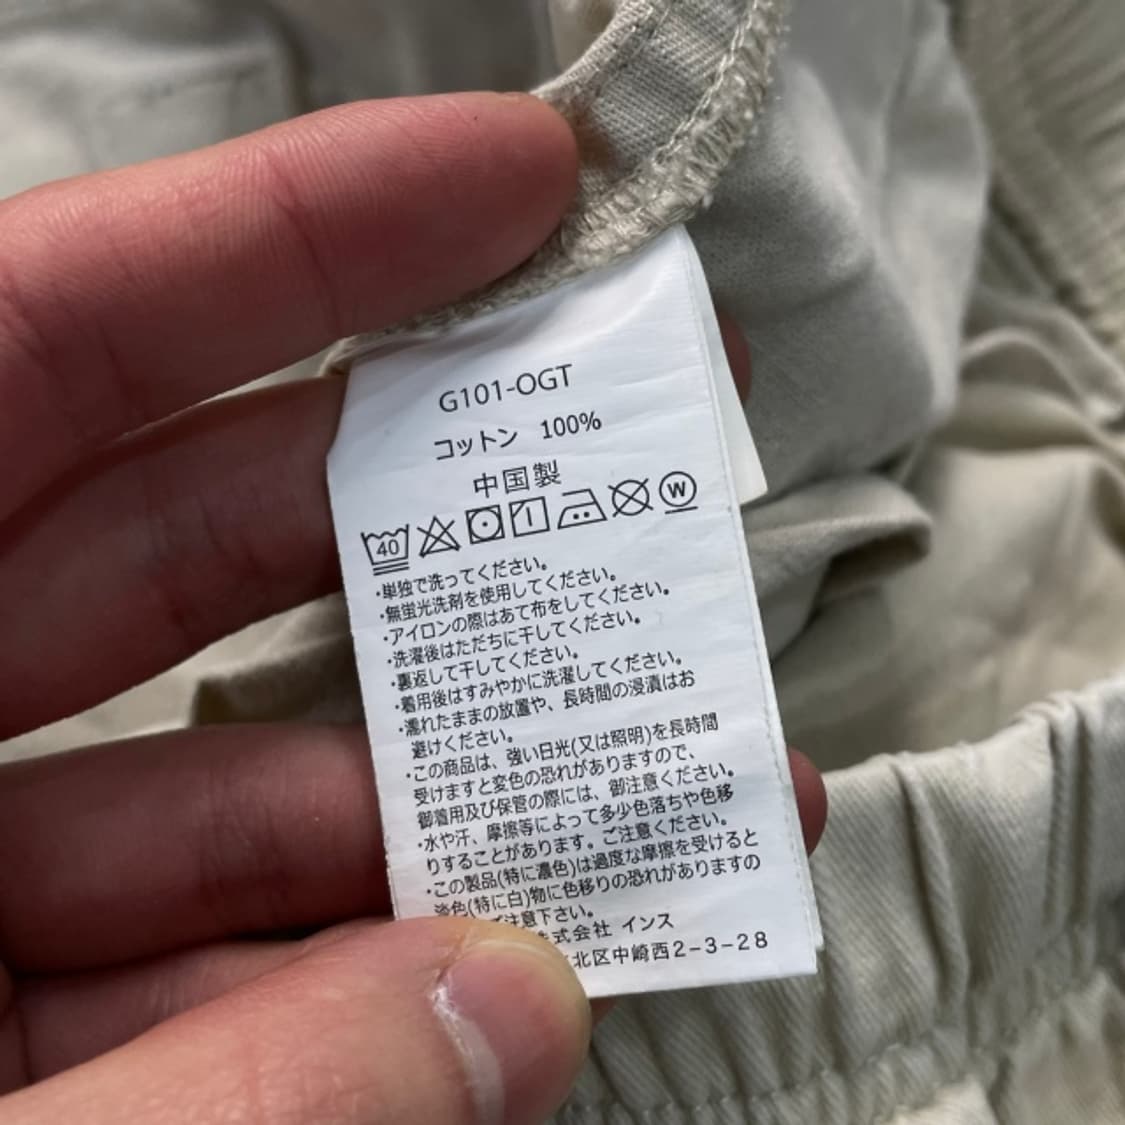 G101-OGT
コットン 100%
中国製
40 W
・単独で洗ってください。
・無蛍光洗剤を使用してください。
・アイロンの際はあて布をしてください。
・洗濯後はただちに干してください。
・裏返して干してください。
・着用後はすみやかに洗濯してください。
・濡れたままの放置や、長時間の浸漬はお
避けください。
・この商品は、強い日光(又は照明)を長時間
受けますと変色の恐れがありますので、
御着用及び保管の際には、御注意ください。
・水や汗、摩擦等によって多少色落ちや色移
りすることがあります。ご注意ください。
・この製品(特に濃色)は過度な摩擦を受けると
淡色(特に白)物に色移りの恐れがありますの
ご注意下さい。
式会社 インス
北区中崎西2-3-28